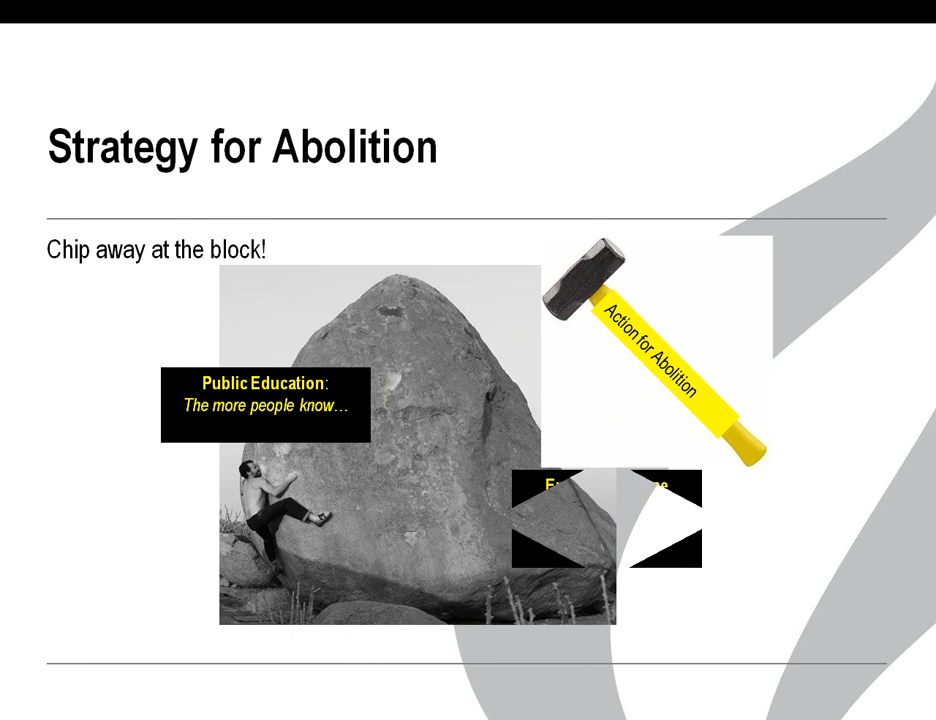 Strategy for Abolition
Chip away at the block!
Action for Abolition
Public Education:
The more people know…